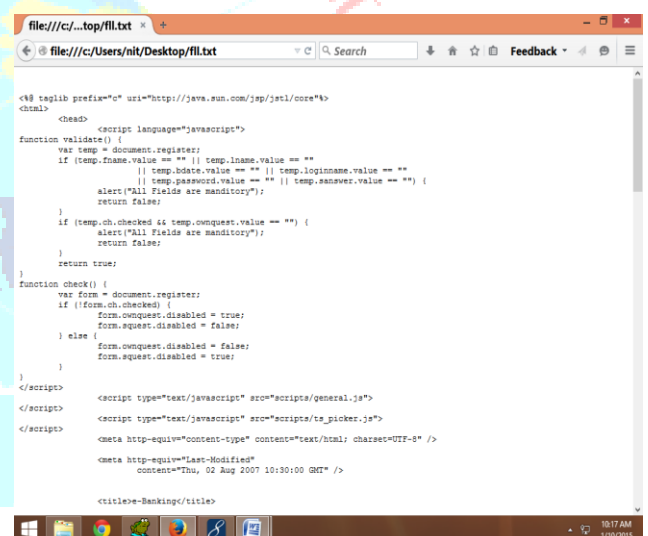 file:///c:/...top/fll.txt × +
file:///c:/Users/nit/Desktop/fll.txt Search Feedback
<%@ taglib prefix="c" uri="http://java.sun.com/jsp/jstl/core"%>
<html>
<head>
<script language="javascript">
function validate() {
var temp = document.register;
if (temp.fname.value == "" || temp.lname.value == ""
|| temp.bdate.value == "" || temp.loginname.value == ""
|| temp.password.value == "" || temp.sanswer.value == "") {
alert("All Fields are manditory");
return false;
}
if (temp.ch.checked && temp.ownquest.value == "") {
alert("All Fields are manditory");
return false;
}
return true;
}
function check() {
var form = document.register;
if (!form.ch.checked) {
form.ownquest.disabled = true;
form.squest.disabled = false;
} else {
form.ownquest.disabled = false;
form.squest.disabled = true;
}
}
</script>
<script type="text/javascript" src="scripts/general.js">
</script>
<script type="text/javascript" src="scripts/ts_picker.js">
</script>
<meta http-equiv="content-type" content="text/html; charset=UTF-8" />
<meta http-equiv="Last-Modified"
content="Thu, 02 Aug 2007 10:30:00 GMT" />
<title>e-Banking</title>
10:17 AM
1/10/2015